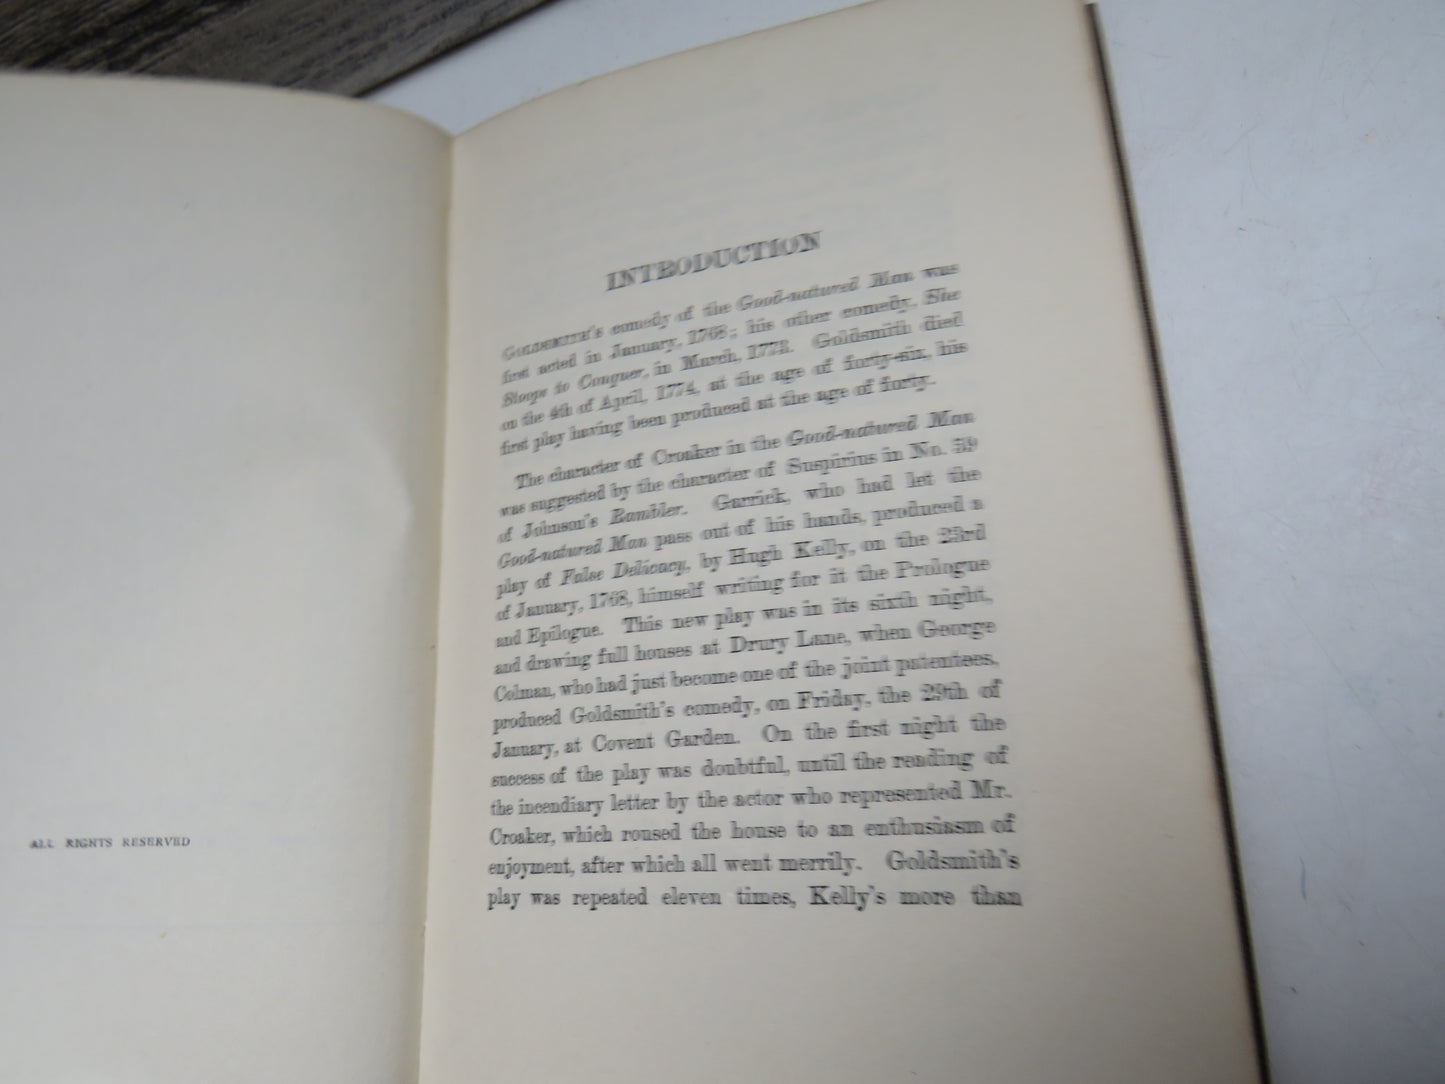 ALL RIGHTS RESERVED
INTRODUCTION
GOLDSMITH'S comedy of the Good-natured Man was
first acted in January, 1768; his other comedy, She
Stoops to Conquer, in March, 1773. Goldsmith died
on the 4th of April, 1774, at the age of forty-six, his
first play having been produced at the age of forty.
The character of Croaker in the Good-natured Man
was suggested by the character of Suspirius in No. 59
of Johnson's Rambler. Garrick, who had let the
Good-natured Man pass out of his hands, produced a
play of False Delicacy, by Hugh Kelly, on the 23rd
of January, 1768, himself writing for it the Prologue
and Epilogue. This new play was in its sixth night,
and drawing full houses at Drury Lane, when George
Colman, who had just become one of the joint patentees,
produced Goldsmith's comedy, on Friday, the 29th of
January, at Covent Garden. On the first night the
success of the play was doubtful, until the reading of
the incendiary letter by the actor who represented Mr.
Croaker, which roused the house to an enthusiasm of
enjoyment, after which all went merrily. Goldsmith's
play was repeated eleven times, Kelly's more than